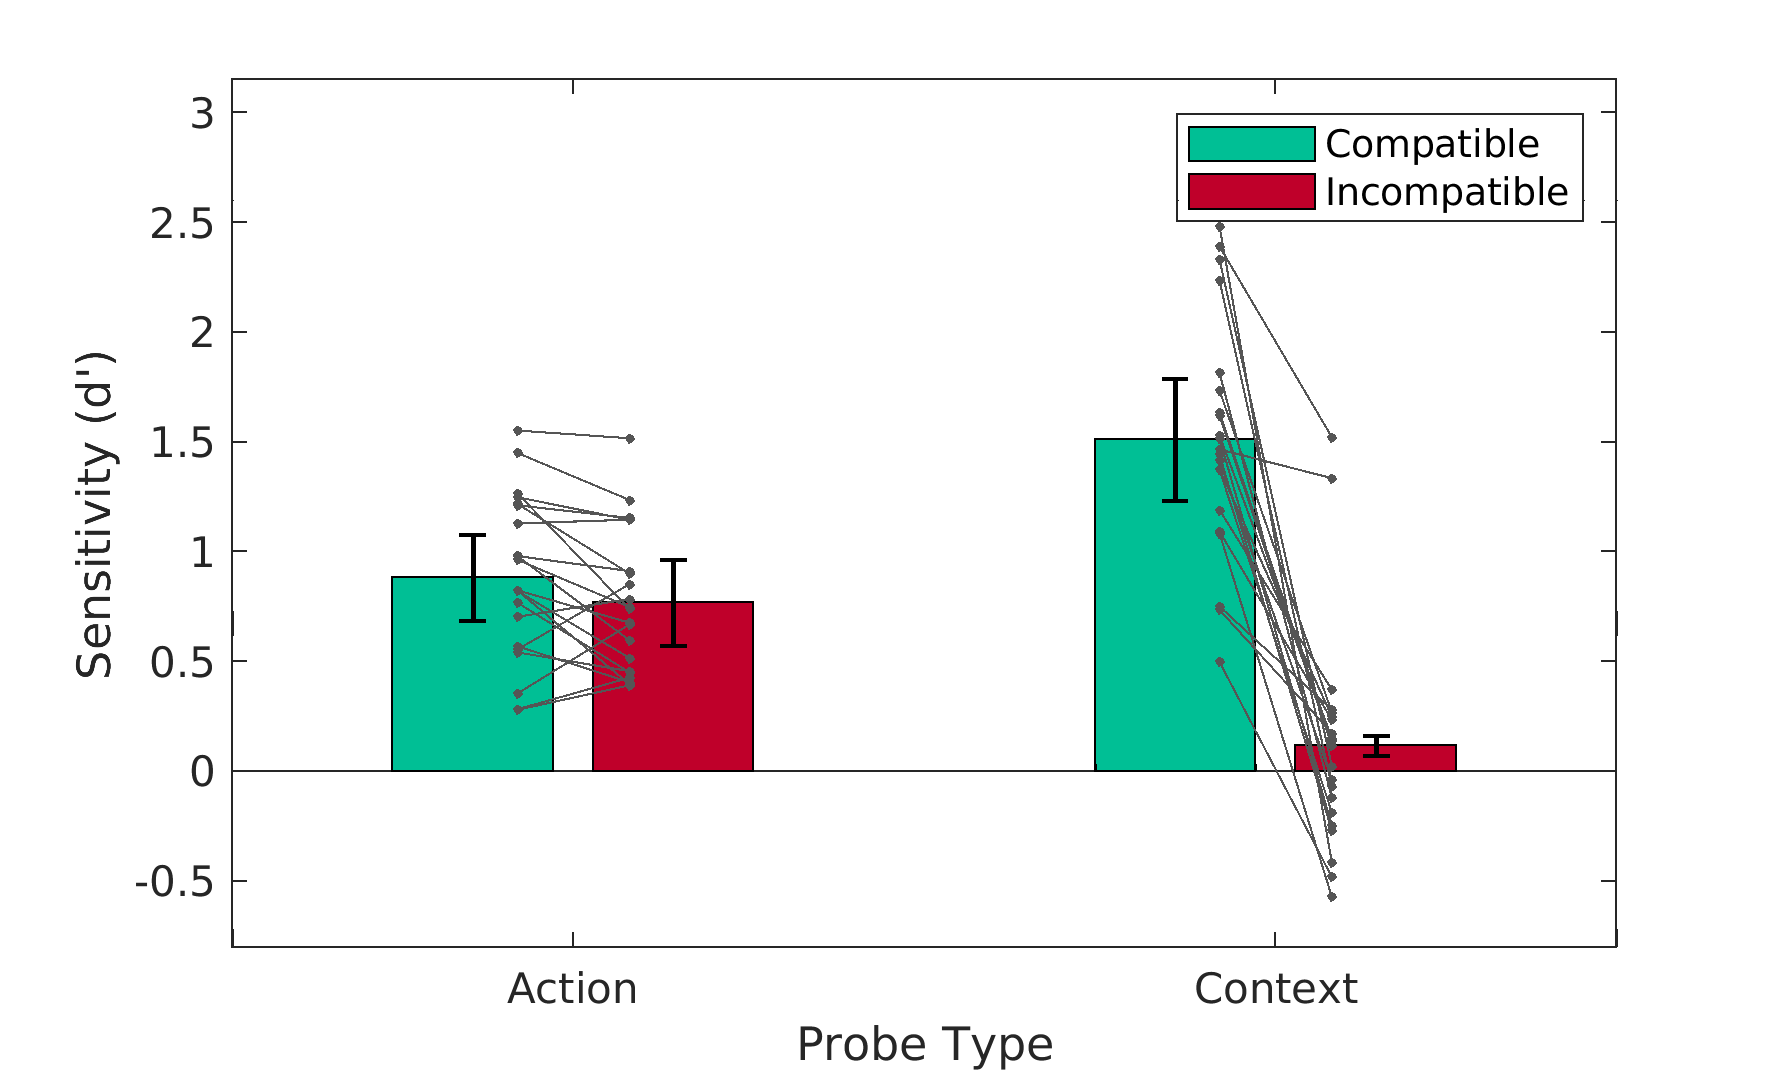 3
2.5
2
1.5
1
0.5
0
-0.5
Sensitivity (d')
Compatible
Incompatible
Action
Context
Probe Type